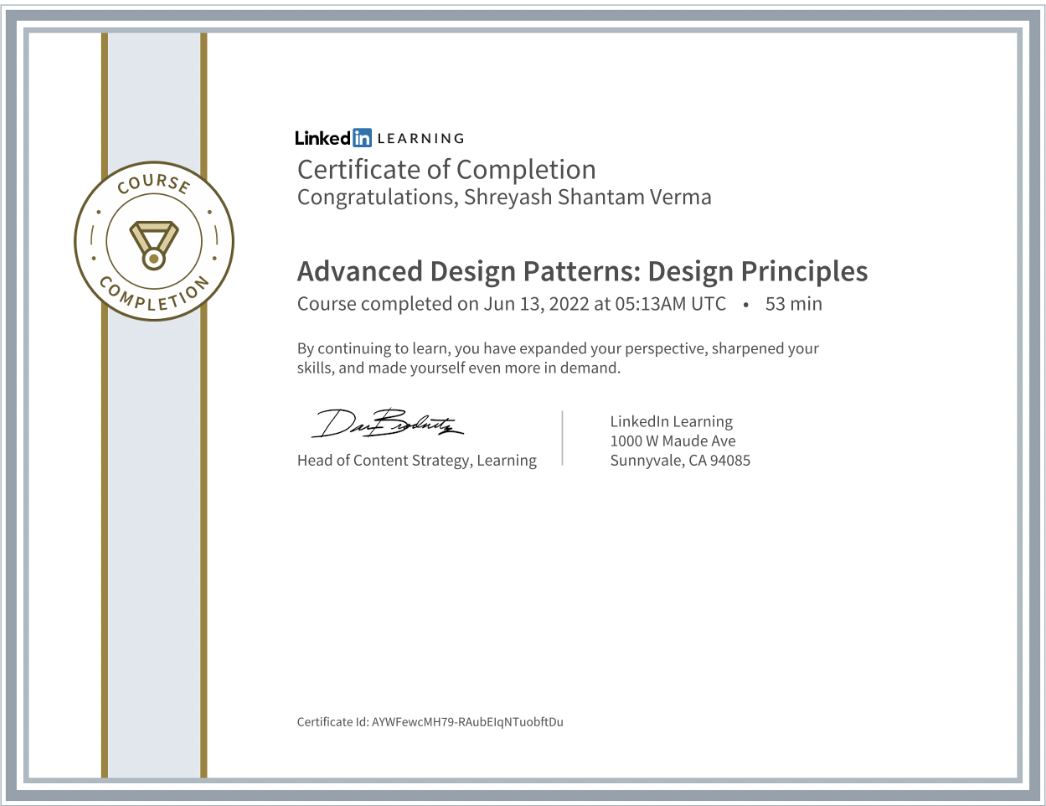 COURSE
COMPLETION
Linked in LEARNING
Certificate of Completion
Congratulations, Shreyash Shantam Verma
Advanced Design Patterns: Design Principles
Course completed on Jun 13, 2022 at 05:13AM UTC • 53 min
By continuing to learn, you have expanded your perspective, sharpened your
skills, and made yourself even more in demand.
Head of Content Strategy, Learning
LinkedIn Learning
1000 W Maude Ave
Sunnyvale, CA 94085
Certificate Id: AYWFewcMH79-RAubEIqNTuobftDu